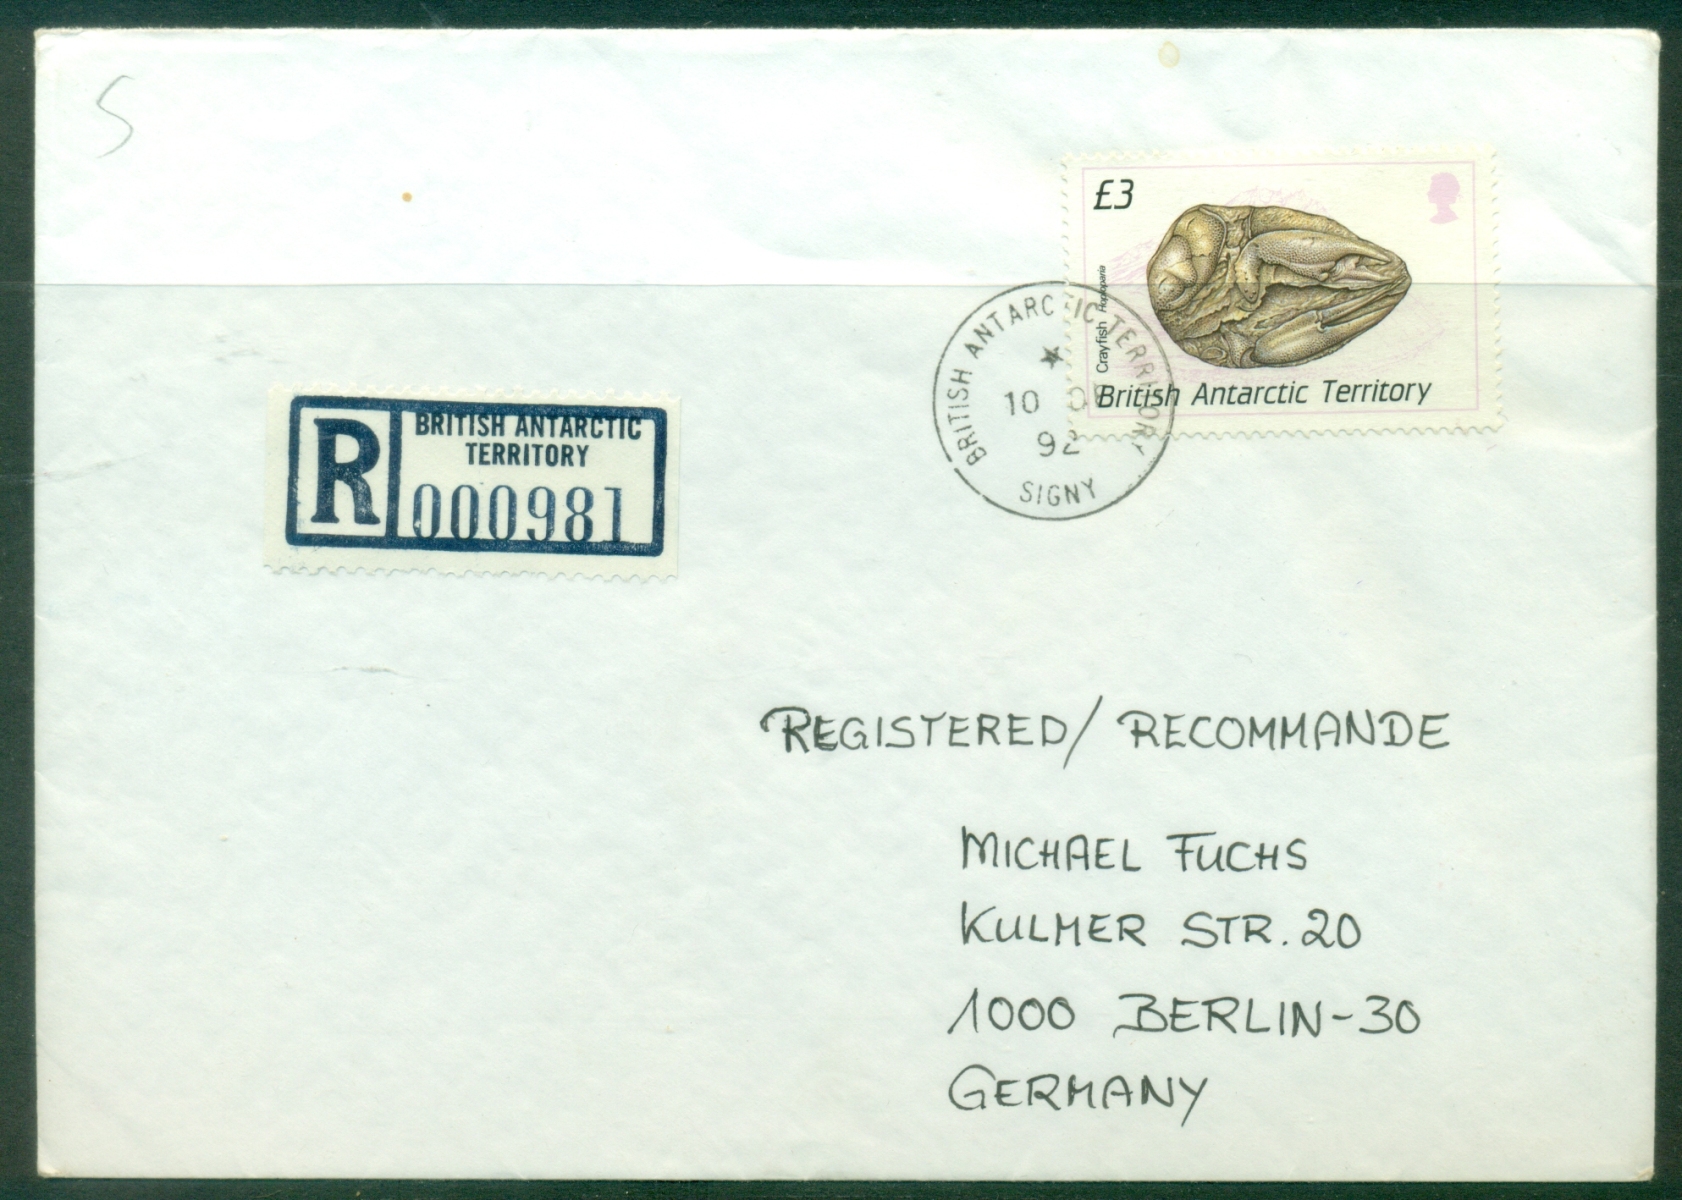 S
£3
Crayfish Hoploparia
British Antarctic Territory
BRITISH ANTARCTIC TERRITORY
10
92
SIGNY
R
BRITISH ANTARCTIC
TERRITORY
000981
REGISTERED/ RECOMMANDE
MICHAEL FUCHS
KULMER STR. 20
1000 BERLIN-30
GERMANY